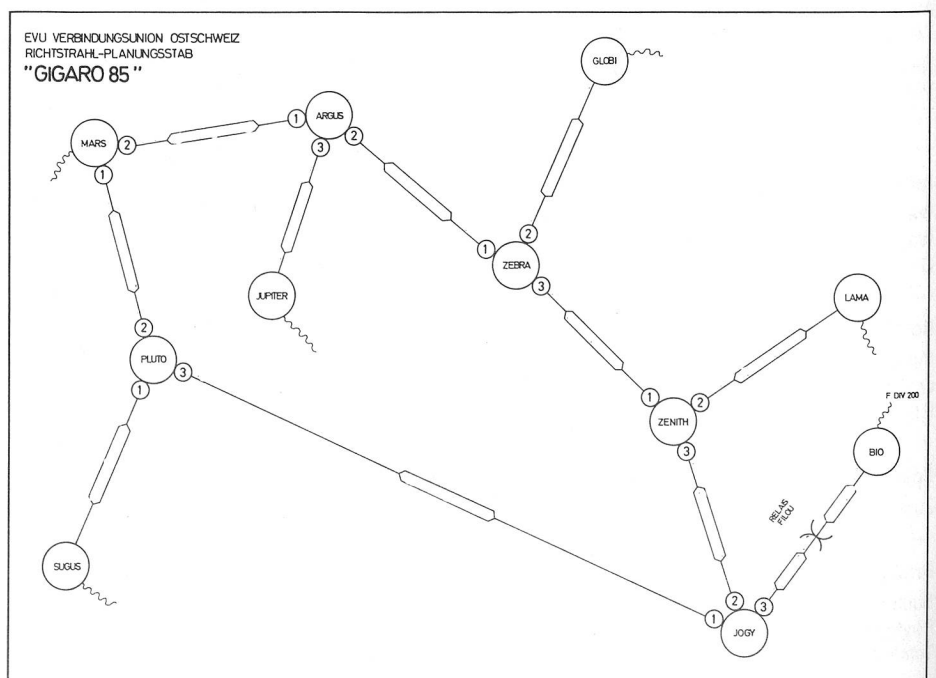 EVU VERBINDUNGSUNION OSTSCHWEIZ
RICHTSTRAHL-PLANUNGSSTAB
"GIGARO 85"
GLOBI
ARGUS
1
2
3
MARS
2
1
JUPITER
2
1
ZEBRA
3
LAMA
2
PLUTO
3
1
1
2
ZENITH
3
F DIV 200
BIO
RELAIS
FILOU
SUGUS
2
3
1
JOGY